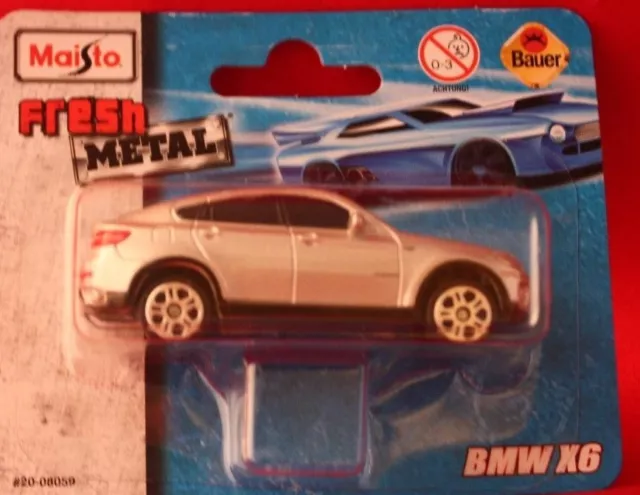 Maisto
0-3
ACHTUNG!
Bauer
FRESH
METAL
BMW X6
#20-08059